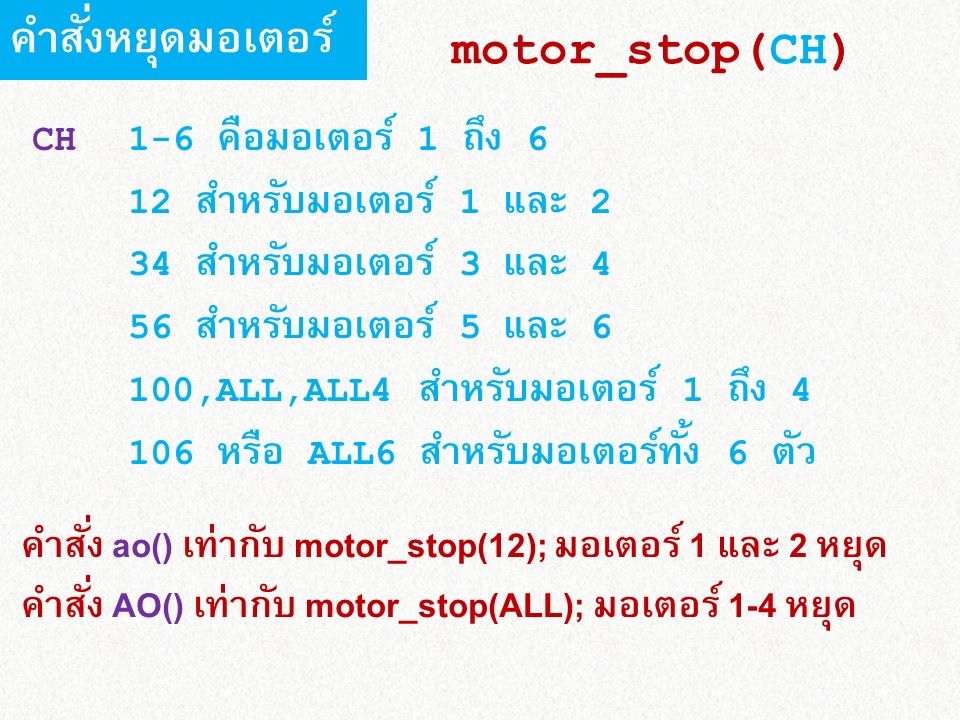 คำสั่งหยุดมอเตอร์
motor_stop(CH)
CH 1-6 คือมอเตอร์ 1 ถึง 6
12 สำหรับมอเตอร์ 1 และ 2
34 สำหรับมอเตอร์ 3 และ 4
56 สำหรับมอเตอร์ 5 และ 6
100,ALL,ALL4 สำหรับมอเตอร์ 1 ถึง 4
106 หรือ ALL6 สำหรับมอเตอร์ทั้ง 6 ตัว
คำสั่ง ao() เท่ากับ motor_stop(12); มอเตอร์ 1 และ 2 หยุด
คำสั่ง AO() เท่ากับ motor_stop(ALL); มอเตอร์ 1-4 หยุด